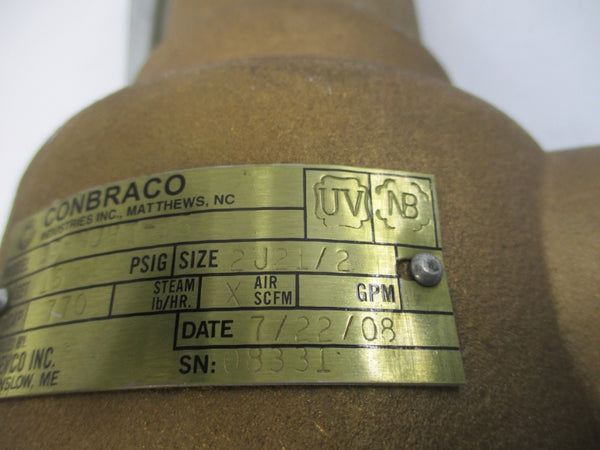 CONBRACO UV NB
INDUSTRIES INC., MATTHEWS, NC
PSIG SIZE 2J21/2
770 STEAM lb/HR. X AIR SCFM GPM
DATE 7/22/08
INC. SN: 08331
ME